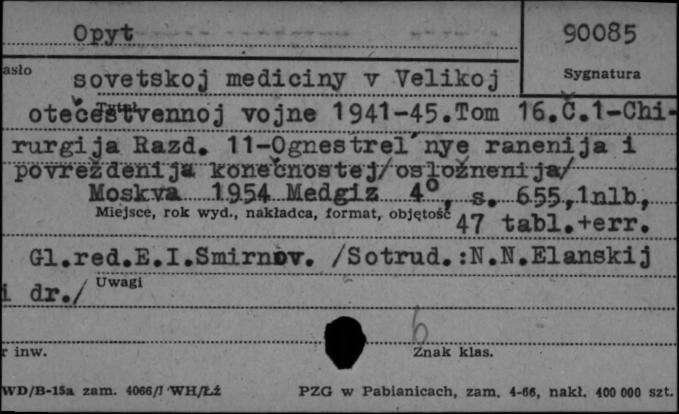 Opyt
90085
asło
Sygnatura
sovetskoj mediciny v Velikoj
Tytuł
otečestvennoj vojne 1941-45.Tom 16.Č.1-Chi-
rurgija Razd. 11-Ognestrel'nye ranenija i
povreždenija konečnostej/osložnenija/
Moskva 1954 Medgiz 4°, s. 655,1nlb,
Miejsce, rok wyd., nakładca, format, objętość
47 tabl.+err.
Gl.red.E.I.Smirnov. /Sotrud.:N.N.Elanskij
i dr./
Uwagi
6
r inw.
Znak klas.
WD/B-15a zam. 4066/I WH/Łż
PZG w Pabianicach, zam. 4-66, nakł. 400 000 szt.